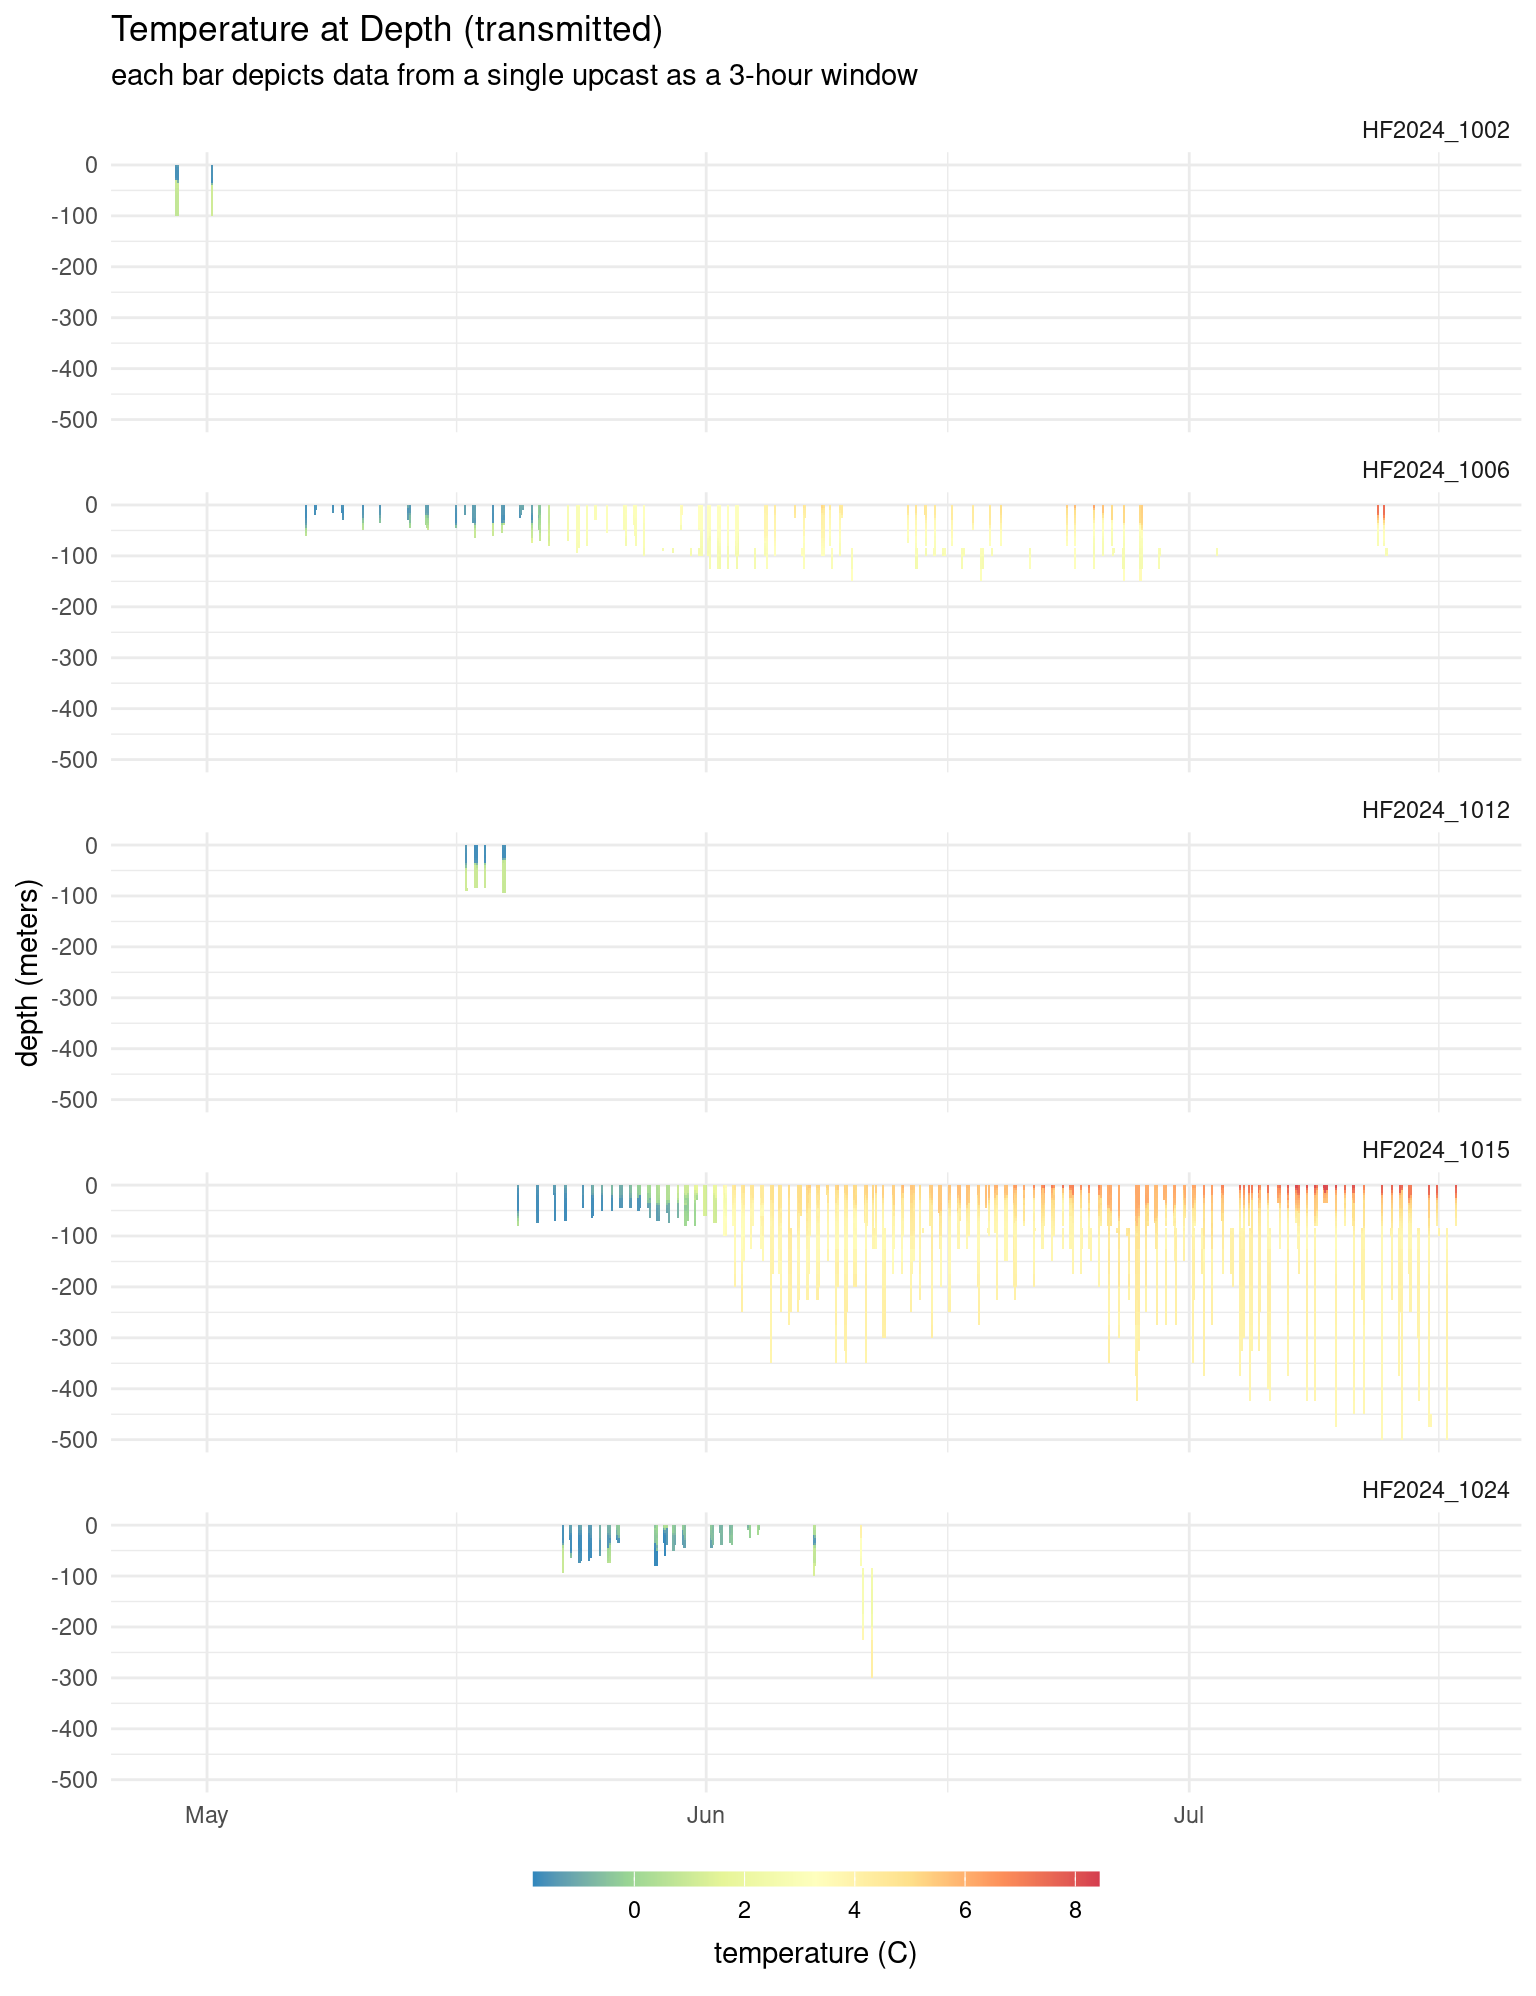 Temperature at Depth (transmitted)
each bar depicts data from a single upcast as a 3-hour window
HF2024_1002
0
-100
-200
-300
-400
-500
HF2024_1006
0
-100
-200
-300
-400
-500
HF2024_1012
0
-100
-200
-300
-400
-500
depth (meters)
HF2024_1015
0
-100
-200
-300
-400
-500
HF2024_1024
0
-100
-200
-300
-400
-500
May Jun Jul
0 2 4 6 8
temperature (C)